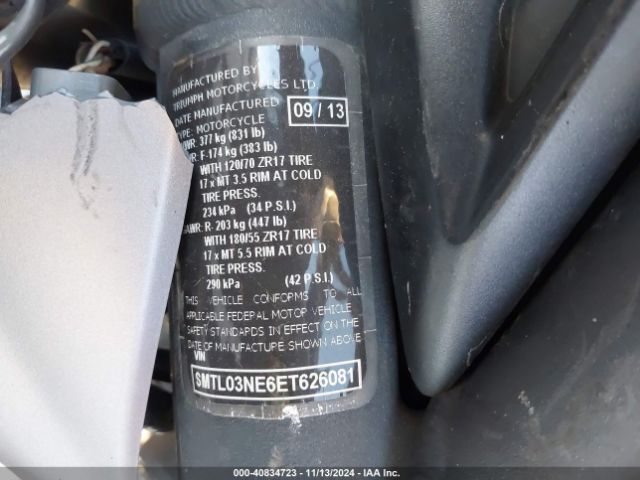 MANUFACTURED BY
TRIUMPH MOTORCYCLES LTD.
DATE MANUFACTURED 09 / 13
TYPE: MOTORCYCLE
377 kg (831 lb)
F-174 kg (383 lb)
WITH 120/70 ZR17 TIRE
17 x MT 3.5 RIM AT COLD
TIRE PRESS.
234 kPa (34 P.S.I.)
R- 203 kg (447 lb)
WITH 180/55 ZR17 TIRE
17 x MT 5.5 RIM AT COLD
TIRE PRESS.
290 kPa (42 P.S.I.)
THIS VEHICLE CONFORMS TO ALL
APPLICABLE FEDERAL MOTOR VEHICLE
SAFETY STANDARDS IN EFFECT ON THE
DATE OF MANUFACTURE SHOWN ABOVE
VIN
SMTL03NE6ET626081
000-40834723 - 11/13/2024 - IAA Inc.